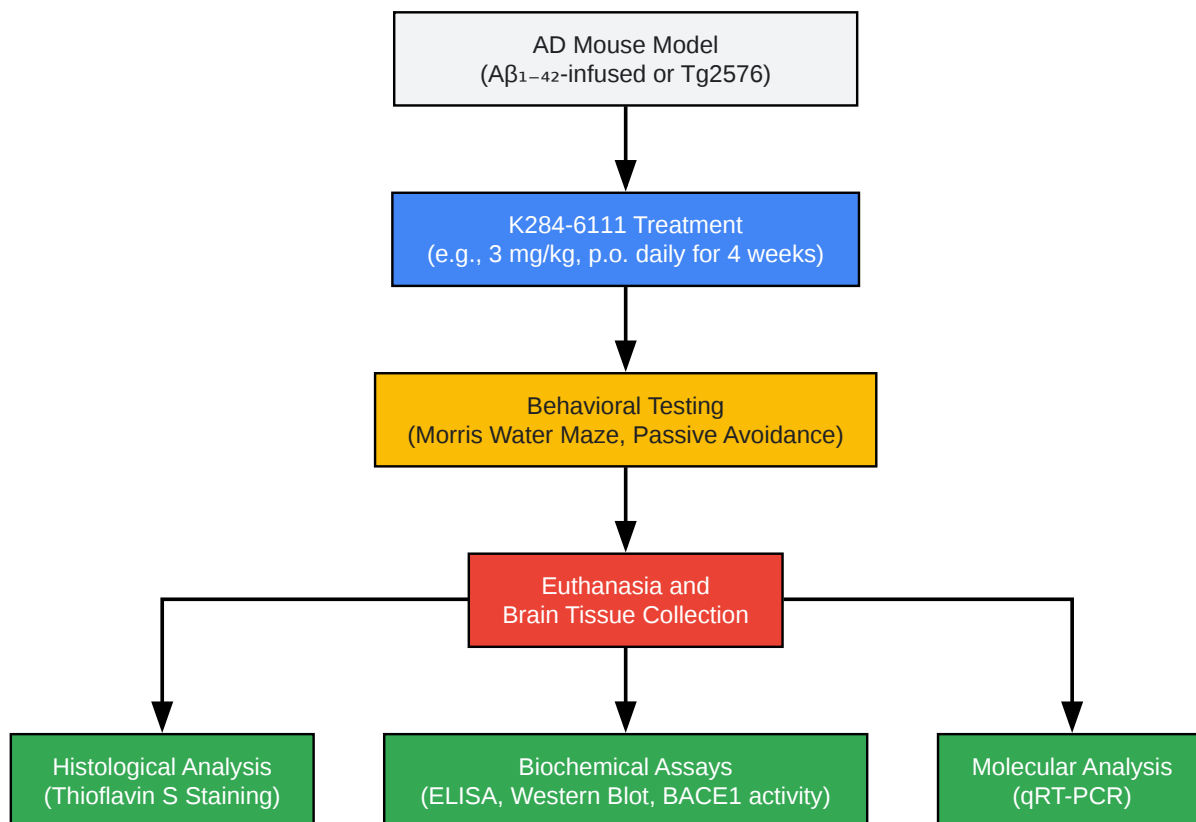 AD Mouse Model
(Aβ₁₋₄₂-infused or Tg2576)
K284-6111 Treatment
(e.g., 3 mg/kg, p.o. daily for 4 weeks)
Behavioral Testing
(Morris Water Maze, Passive Avoidance)
Euthanasia and
Brain Tissue Collection
Histological Analysis
(Thioflavin S Staining)
Biochemical Assays
(ELISA, Western Blot, BACE1 activity)
Molecular Analysis
(qRT-PCR)